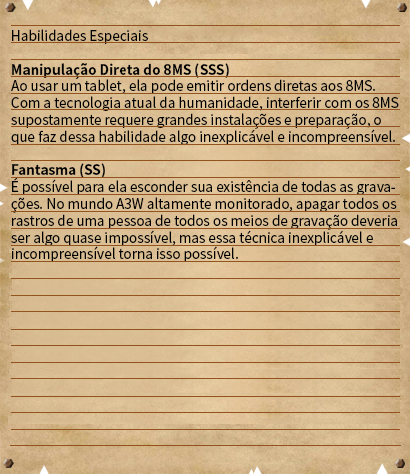 Habilidades Especiais
Manipulação Direta do 8MS (SSS)
Ao usar um tablet, ela pode emitir ordens diretas aos 8MS.
Com a tecnologia atual da humanidade, interferir com os 8MS
supostamente requere grandes instalações e preparação, o
que faz dessa habilidade algo inexplicável e incompreensível.
Fantasma (SS)
É possível para ela esconder sua existência de todas as grava-
ções. No mundo A3W altamente monitorado, apagar todos os
rastros de uma pessoa de todos os meios de gravação deveria
ser algo quase impossível, mas essa técnica inexplicável e
incompreensível torna isso possível.